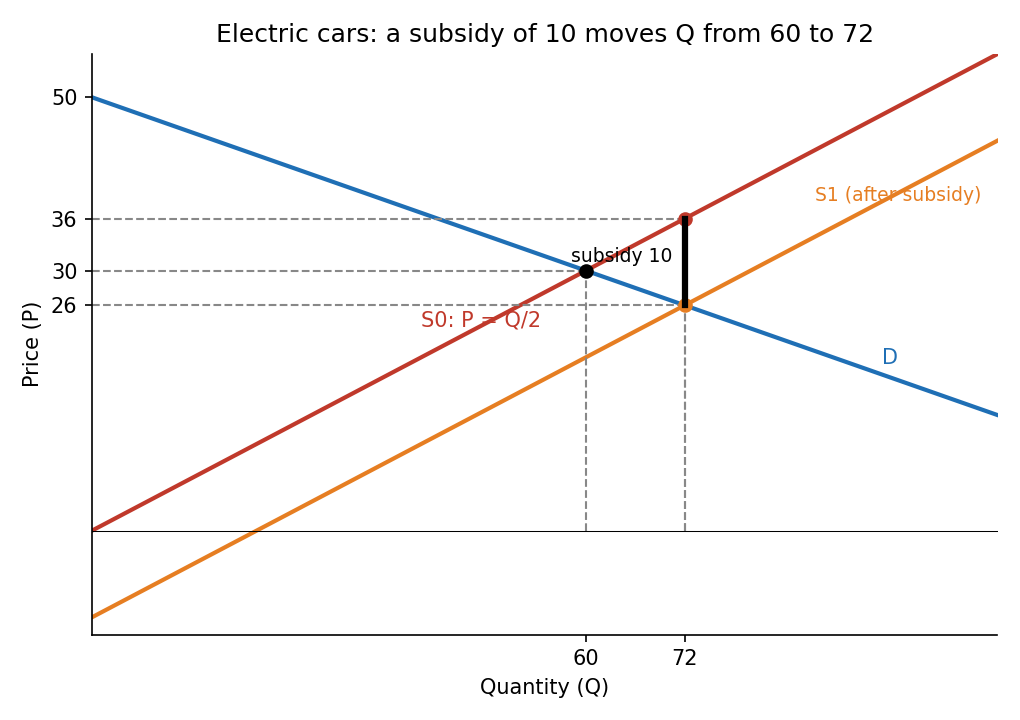 Electric cars: a subsidy of 10 moves Q from 60 to 72
50
S1 (after subsidy)
36
subsidy 10
30
26
S0: P = Q/2
D
Price (P)
60 72
Quantity (Q)